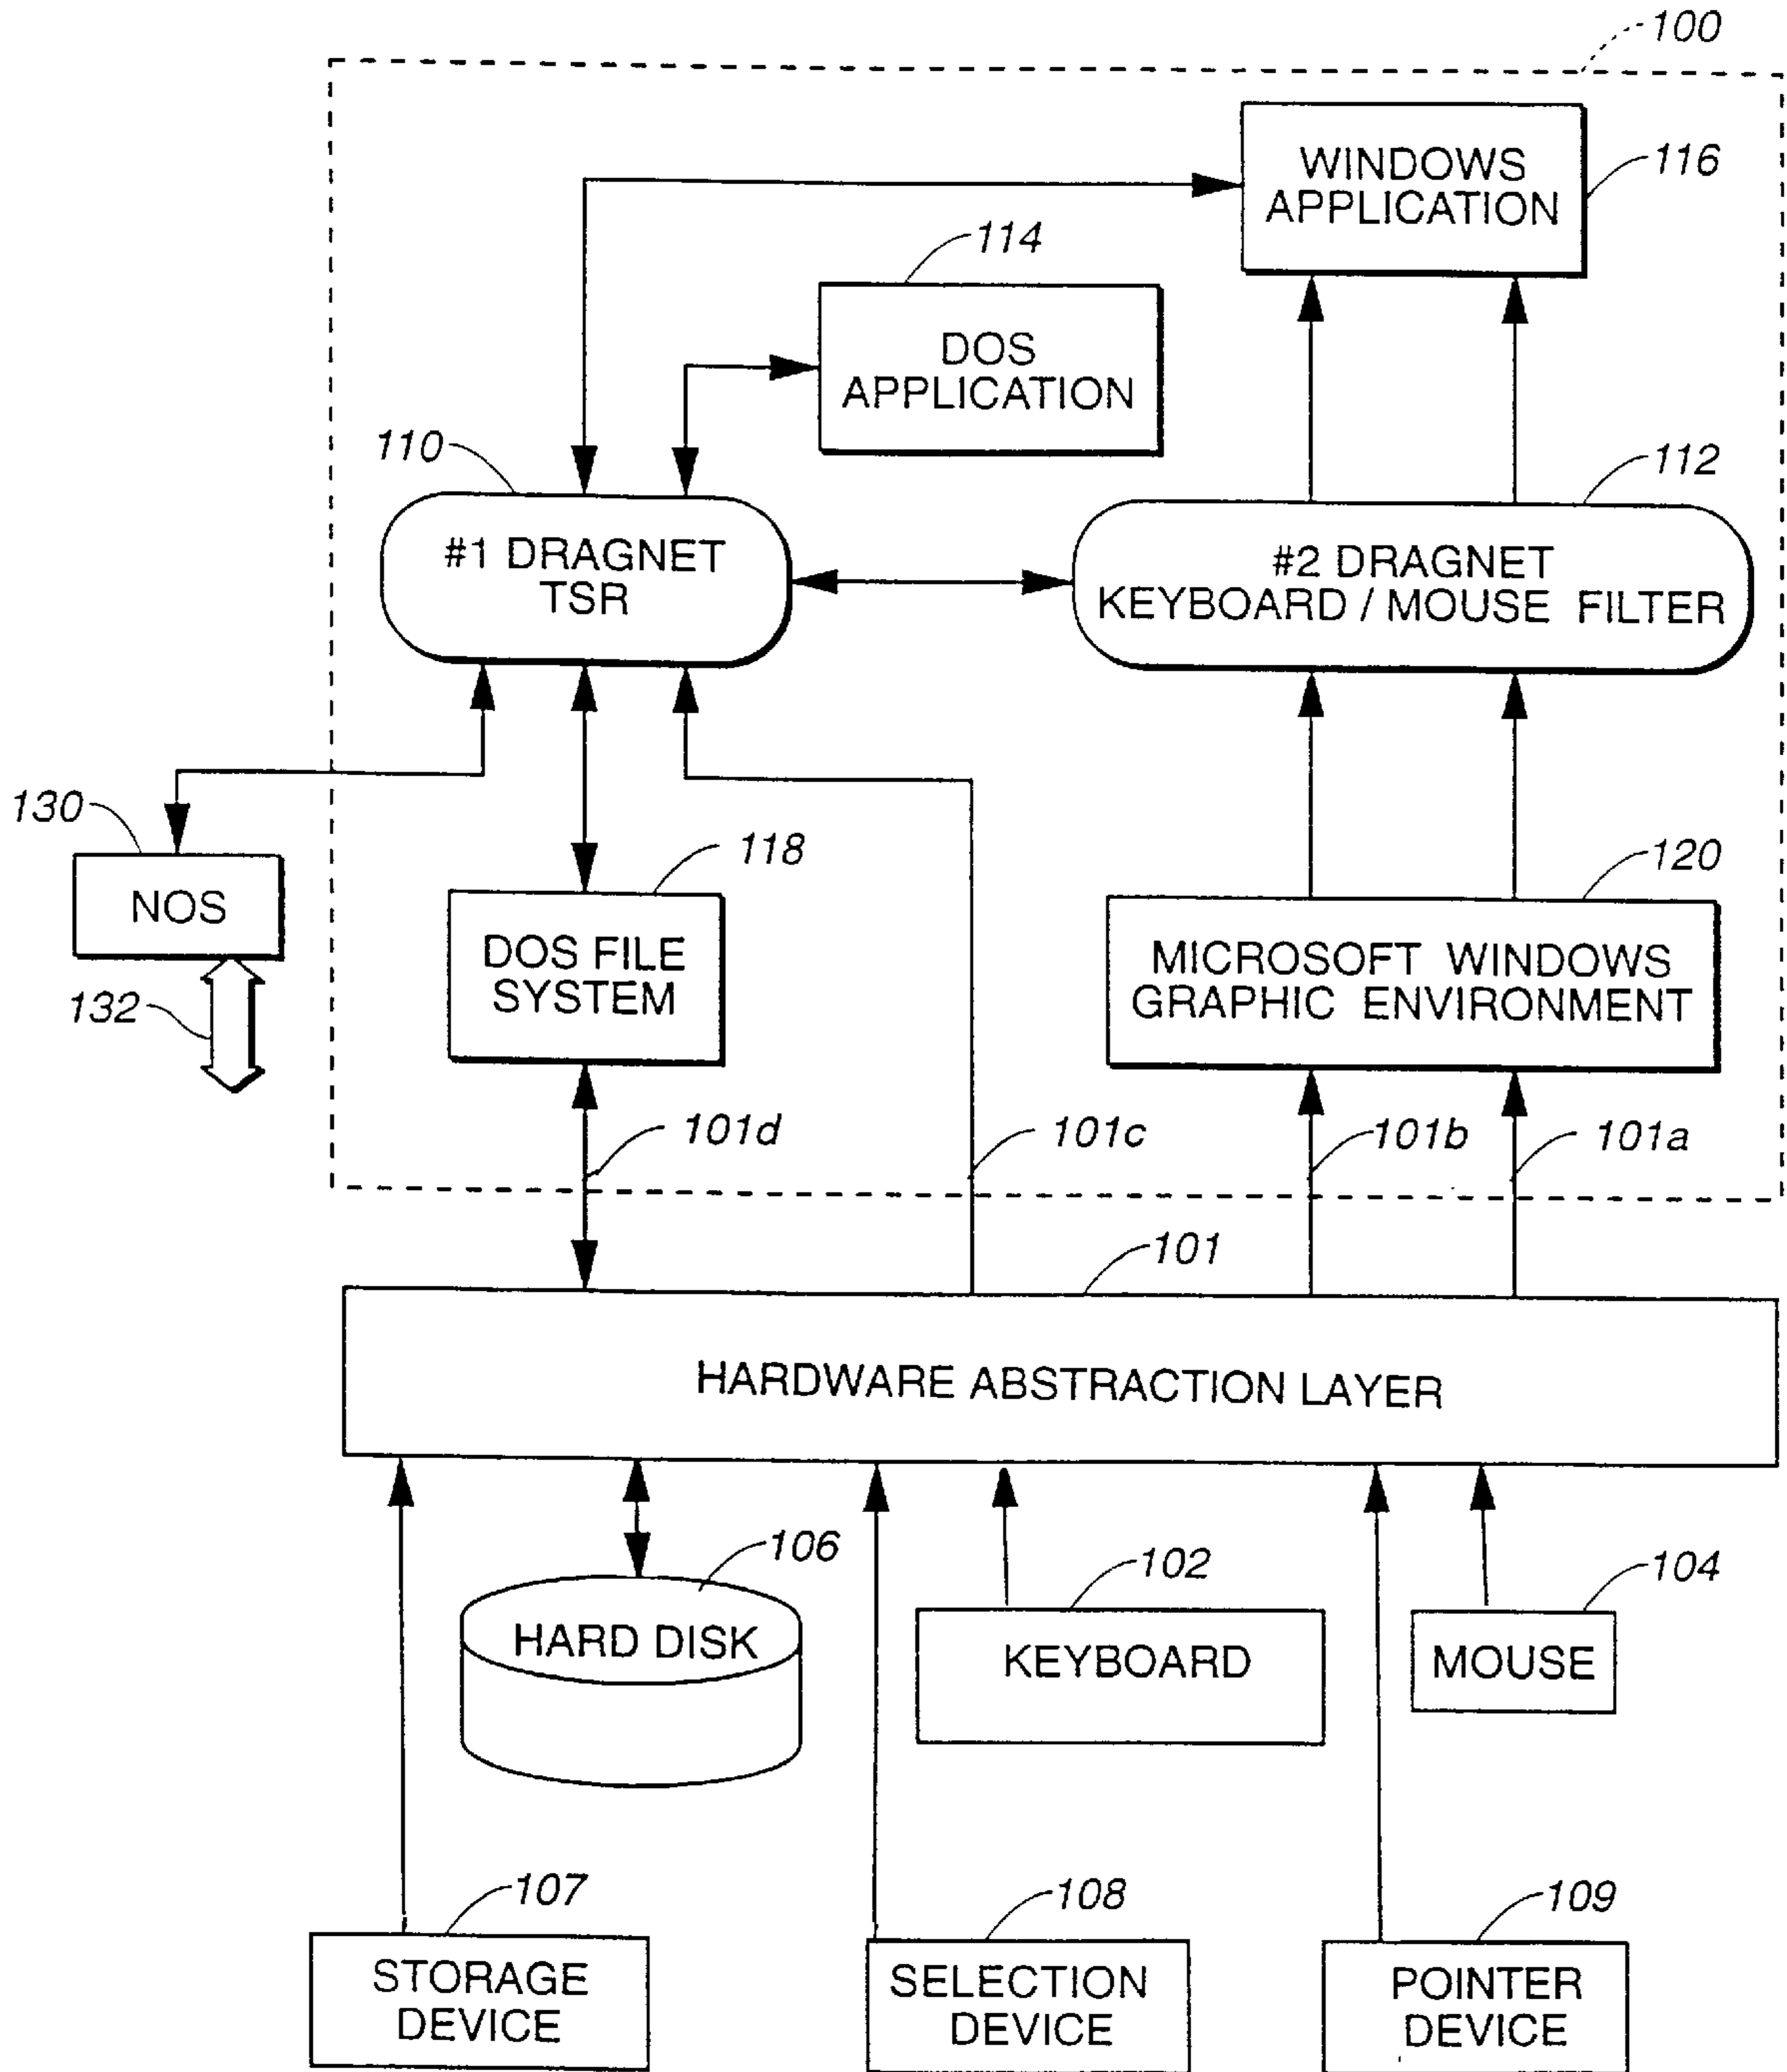 100
WINDOWS
APPLICATION
116
114
DOS
APPLICATION
110
112
#1 DRAGNET
TSR
#2 DRAGNET
KEYBOARD / MOUSE FILTER
130
NOS
132
118
DOS FILE
SYSTEM
120
MICROSOFT WINDOWS
GRAPHIC ENVIRONMENT
101d
101c
101b
101a
101
HARDWARE ABSTRACTION LAYER
106
HARD DISK
102
KEYBOARD
104
MOUSE
107
STORAGE
DEVICE
108
SELECTION
DEVICE
109
POINTER
DEVICE